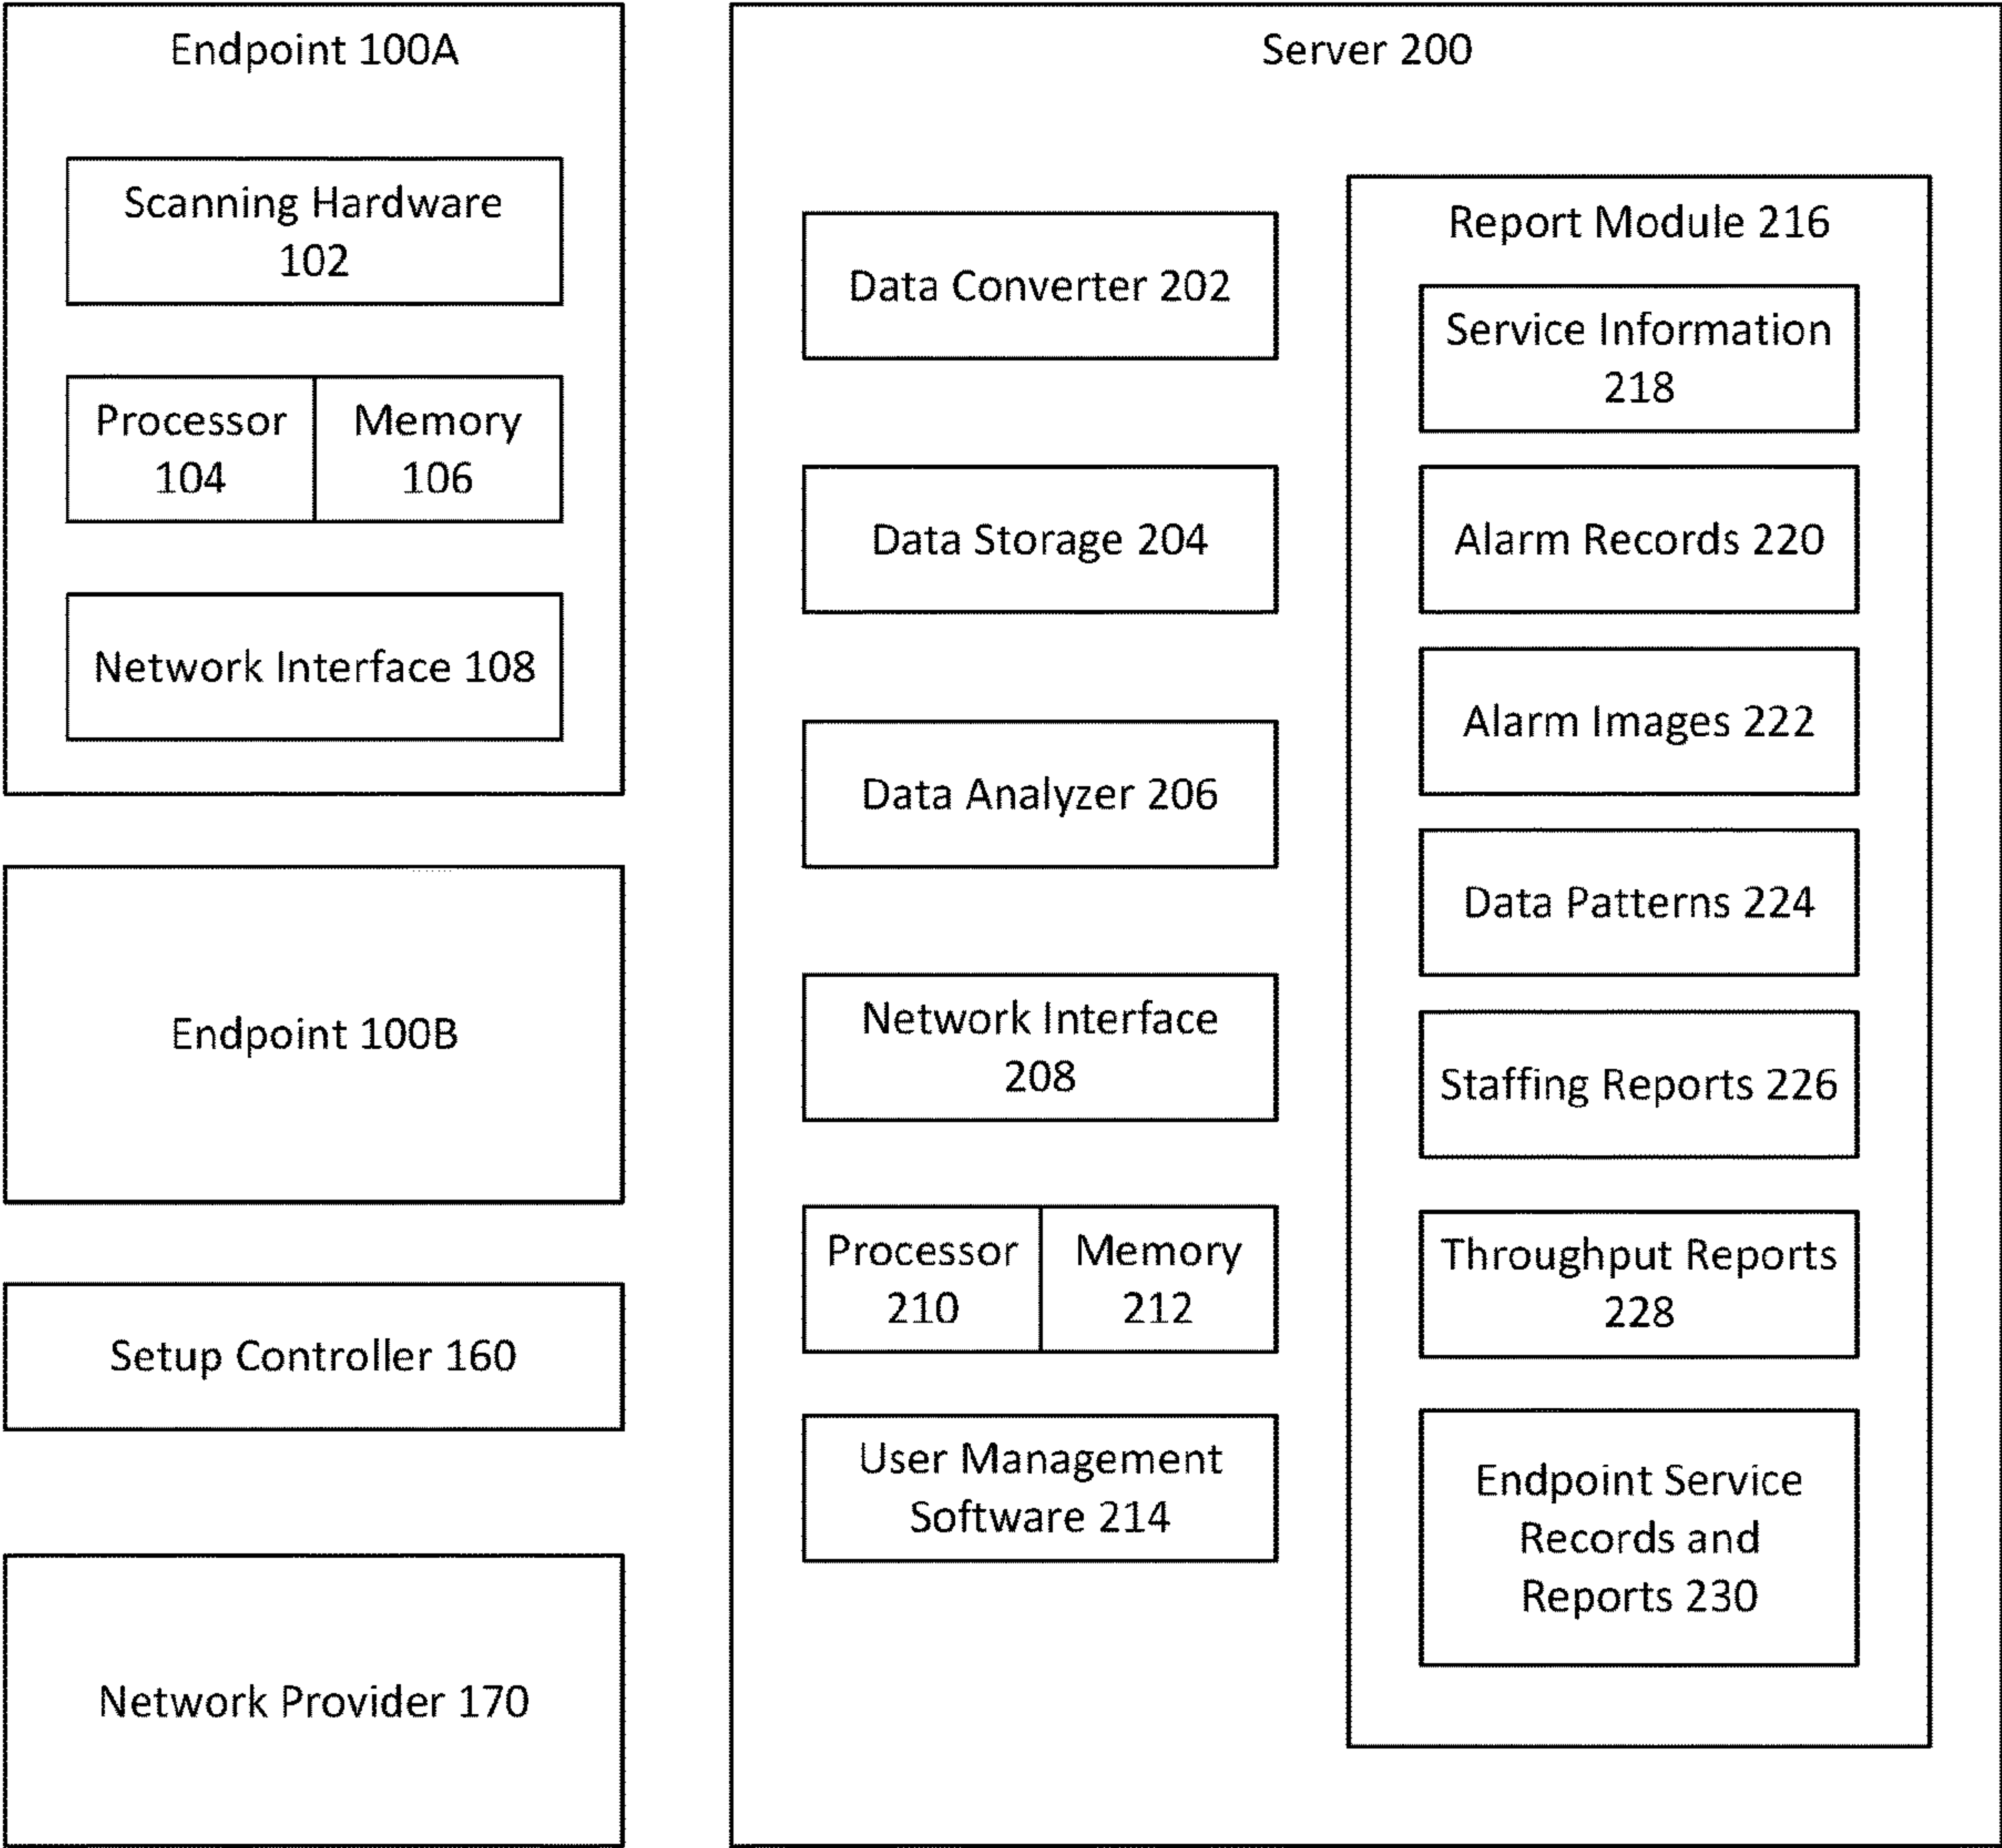 Endpoint 100A
Scanning Hardware
102
Processor
104
Memory
106
Network Interface 108
Endpoint 100B
Setup Controller 160
Network Provider 170
Server 200
Data Converter 202
Data Storage 204
Data Analyzer 206
Network Interface
208
Processor
210
Memory
212
User Management
Software 214
Report Module 216
Service Information
218
Alarm Records 220
Alarm Images 222
Data Patterns 224
Staffing Reports 226
Throughput Reports
228
Endpoint Service
Records and
Reports 230